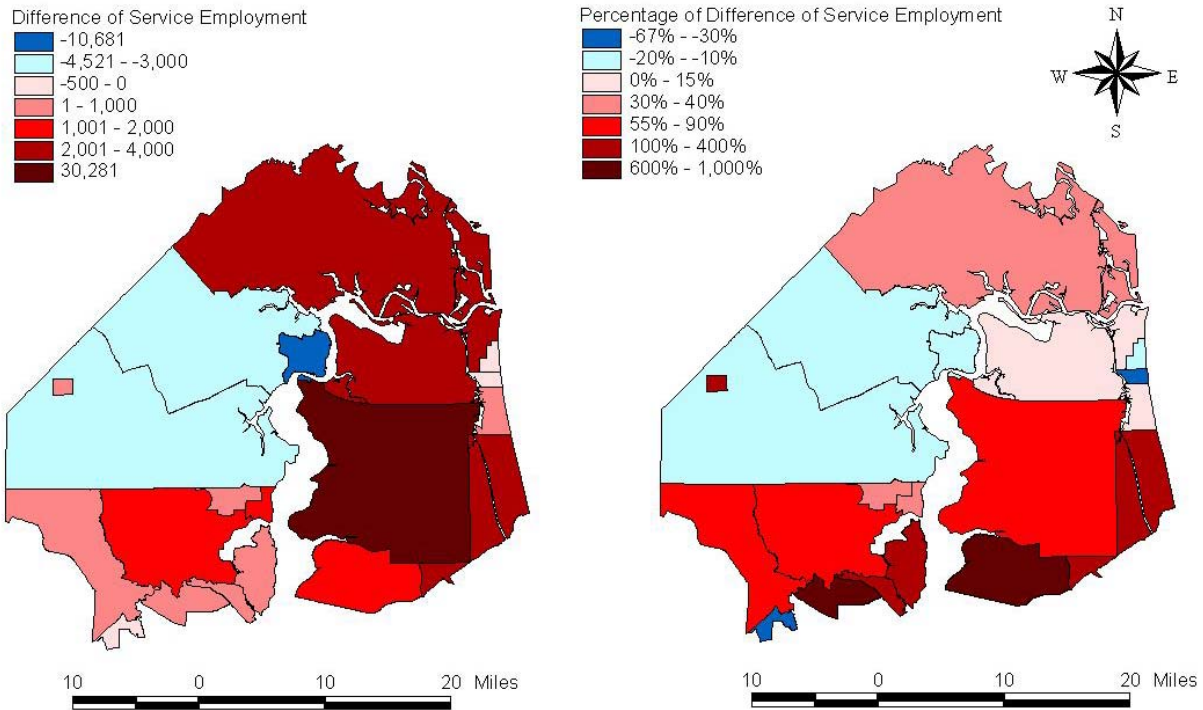 Difference of Service Employment
-10,681
-4,521 - -3,000
-500 - 0
1 - 1,000
1,001 - 2,000
2,001 - 4,000
30,281
Percentage of Difference of Service Employment
-67% - -30%
-20% - -10%
0% - 15%
30% - 40%
55% - 90%
100% - 400%
600% - 1,000%
N
W E
S
10 0 10 20 Miles
10 0 10 20 Miles